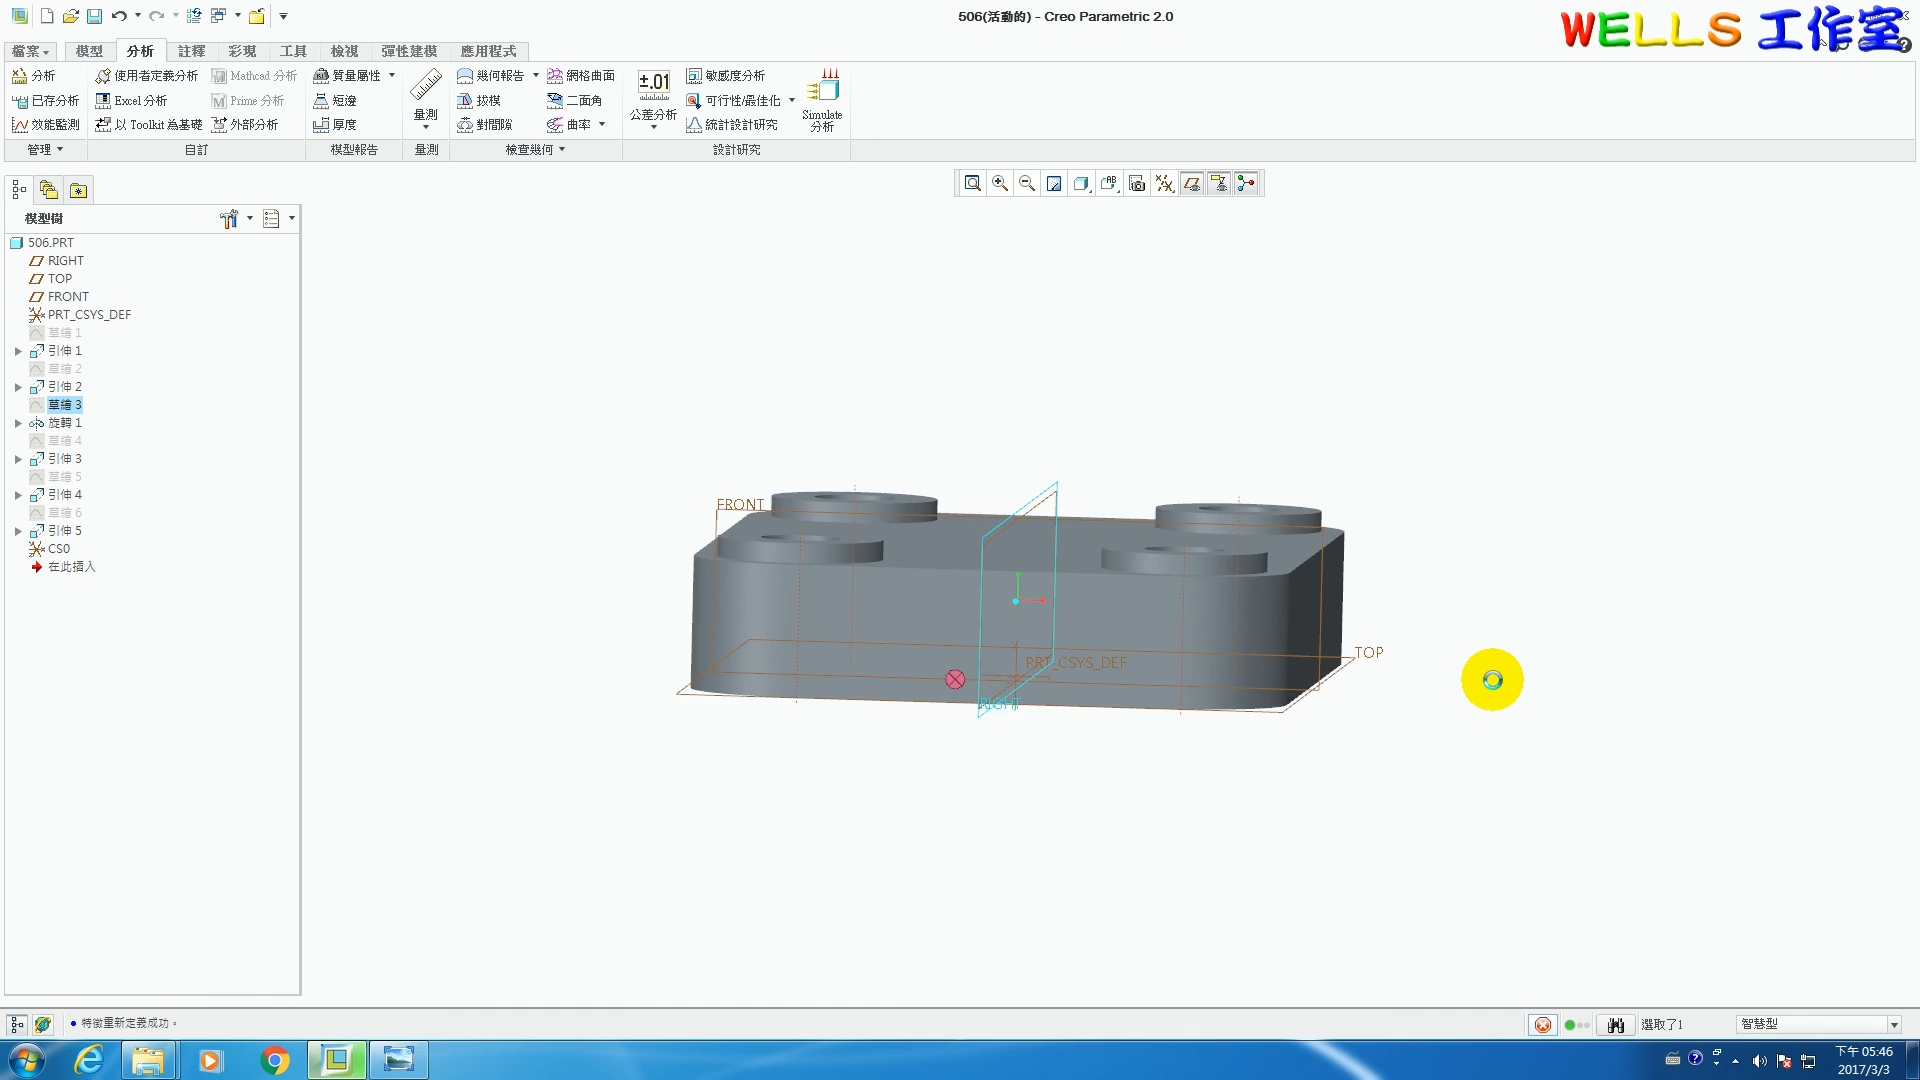 506(活動的) - Creo Parametric 2.0
WELLS 工作室
檔案
模型
分析
註釋
彩現
工具
檢視
彈性建模
應用程式
分析
已存分析
效能監測
管理
使用者定義分析
Excel 分析
以 Toolkit 為基礎
Mathcad 分析
Prime 分析
外部分析
自訂
質量屬性
短邊
厚度
模型報告
量測
量測
幾何報告
拔模
對間隙
網格曲面
二面角
曲率
檢查幾何
±.01
公差分析
敏感度分析
可行性/最佳化
統計設計研究
Simulate
分析
設計研究
模型樹
506.PRT
RIGHT
TOP
FRONT
PRT_CSYS_DEF
草繪 1
引伸 1
草繪 2
引伸 2
草繪 3
旋轉 1
草繪 4
引伸 3
草繪 5
引伸 4
草繪 6
引伸 5
CS0
在此插入
FRONT
TOP
PRT_CSYS_DEF
RIGHT
特徵重新定義成功。
選取了1
智慧型
下午 05:46
2017/3/3